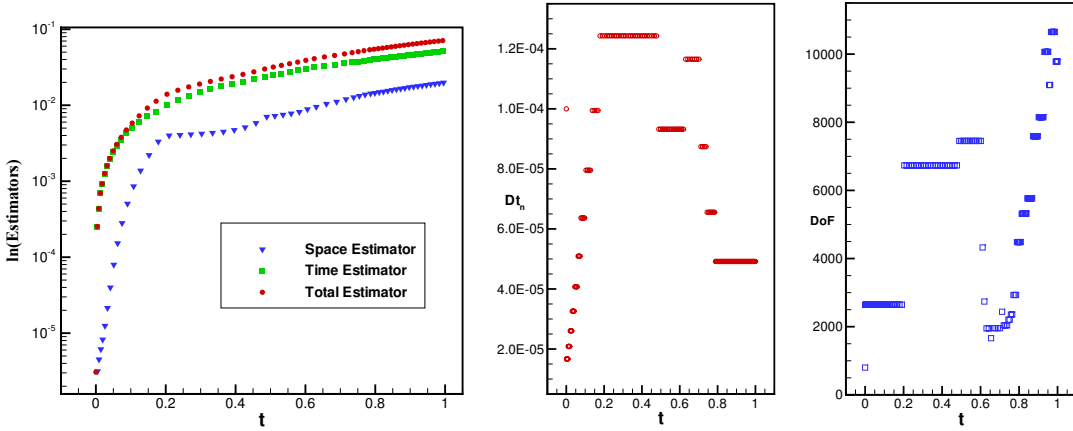 ln(Estimators)
10⁻¹
10⁻²
10⁻³
10⁻⁴
10⁻⁵
Space Estimator
Time Estimator
Total Estimator
0 0.2 0.4 0.6 0.8 1
t
Dtₙ
1.2E-04
1.0E-04
8.0E-05
6.0E-05
4.0E-05
2.0E-05
0 0.2 0.4 0.6 0.8 1
t
DoF
10000
8000
6000
4000
2000
0
0 0.2 0.4 0.6 0.8 1
t